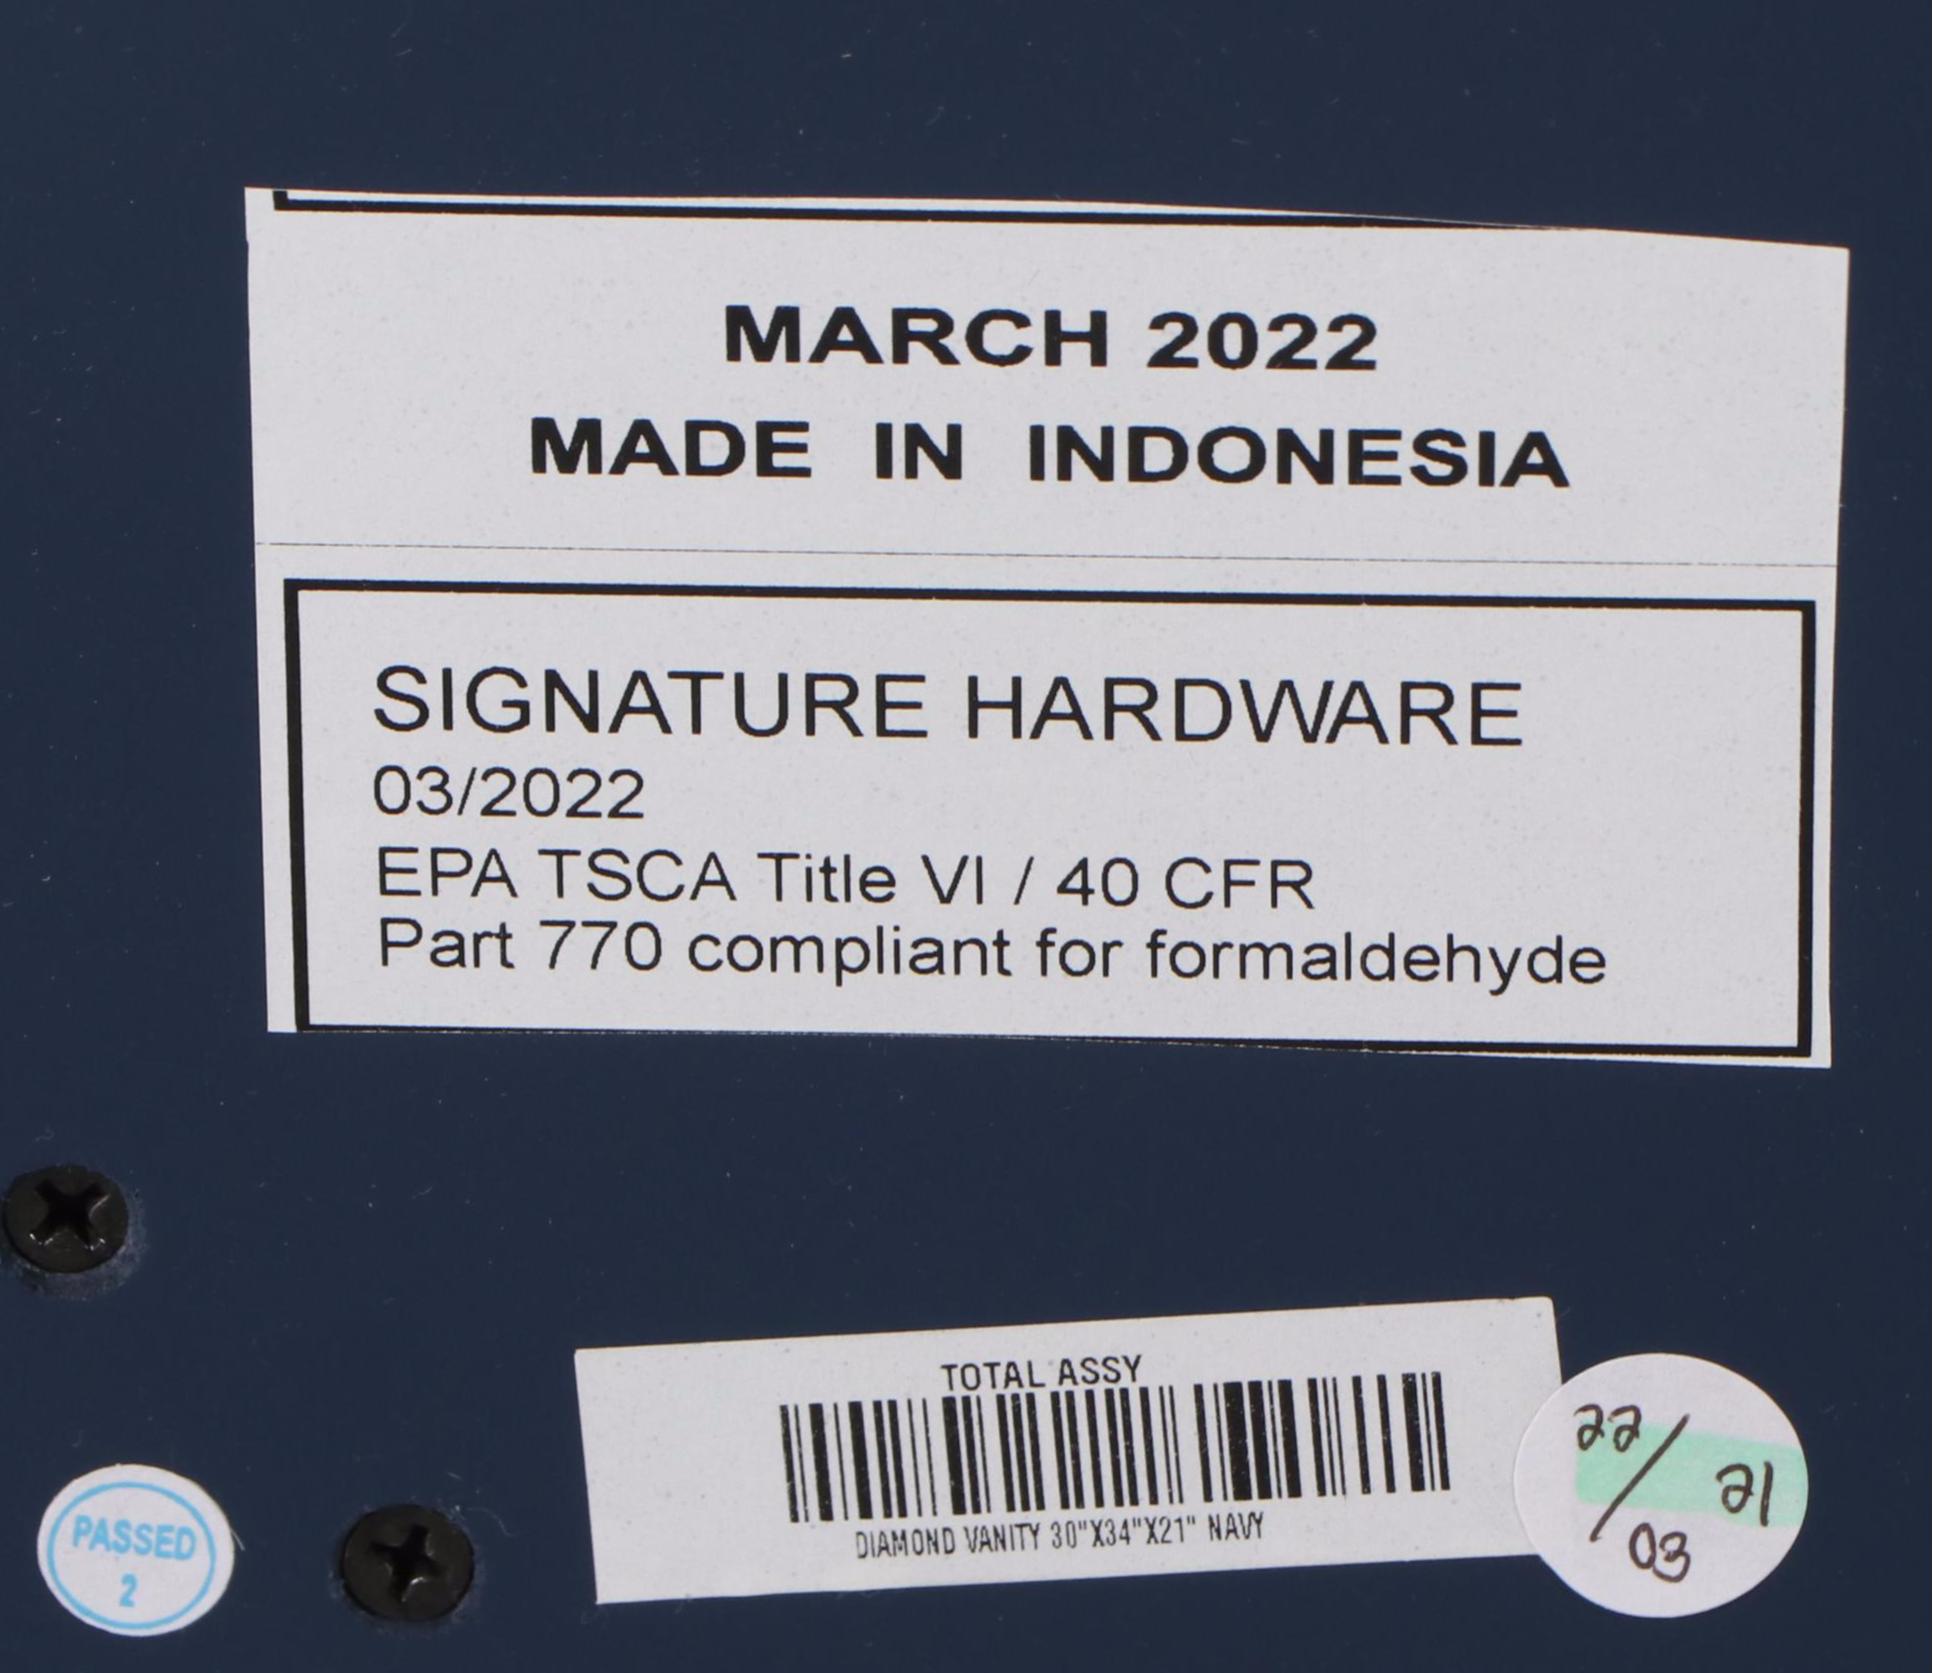 MARCH 2022
MADE IN INDONESIA
SIGNATURE HARDWARE
03/2022
EPA TSCA Title VI / 40 CFR
Part 770 compliant for formaldehyde
TOTAL ASSY
DIAMOND VANITY 30"X34"X21" NAVY
PASSED
2
22/03 21